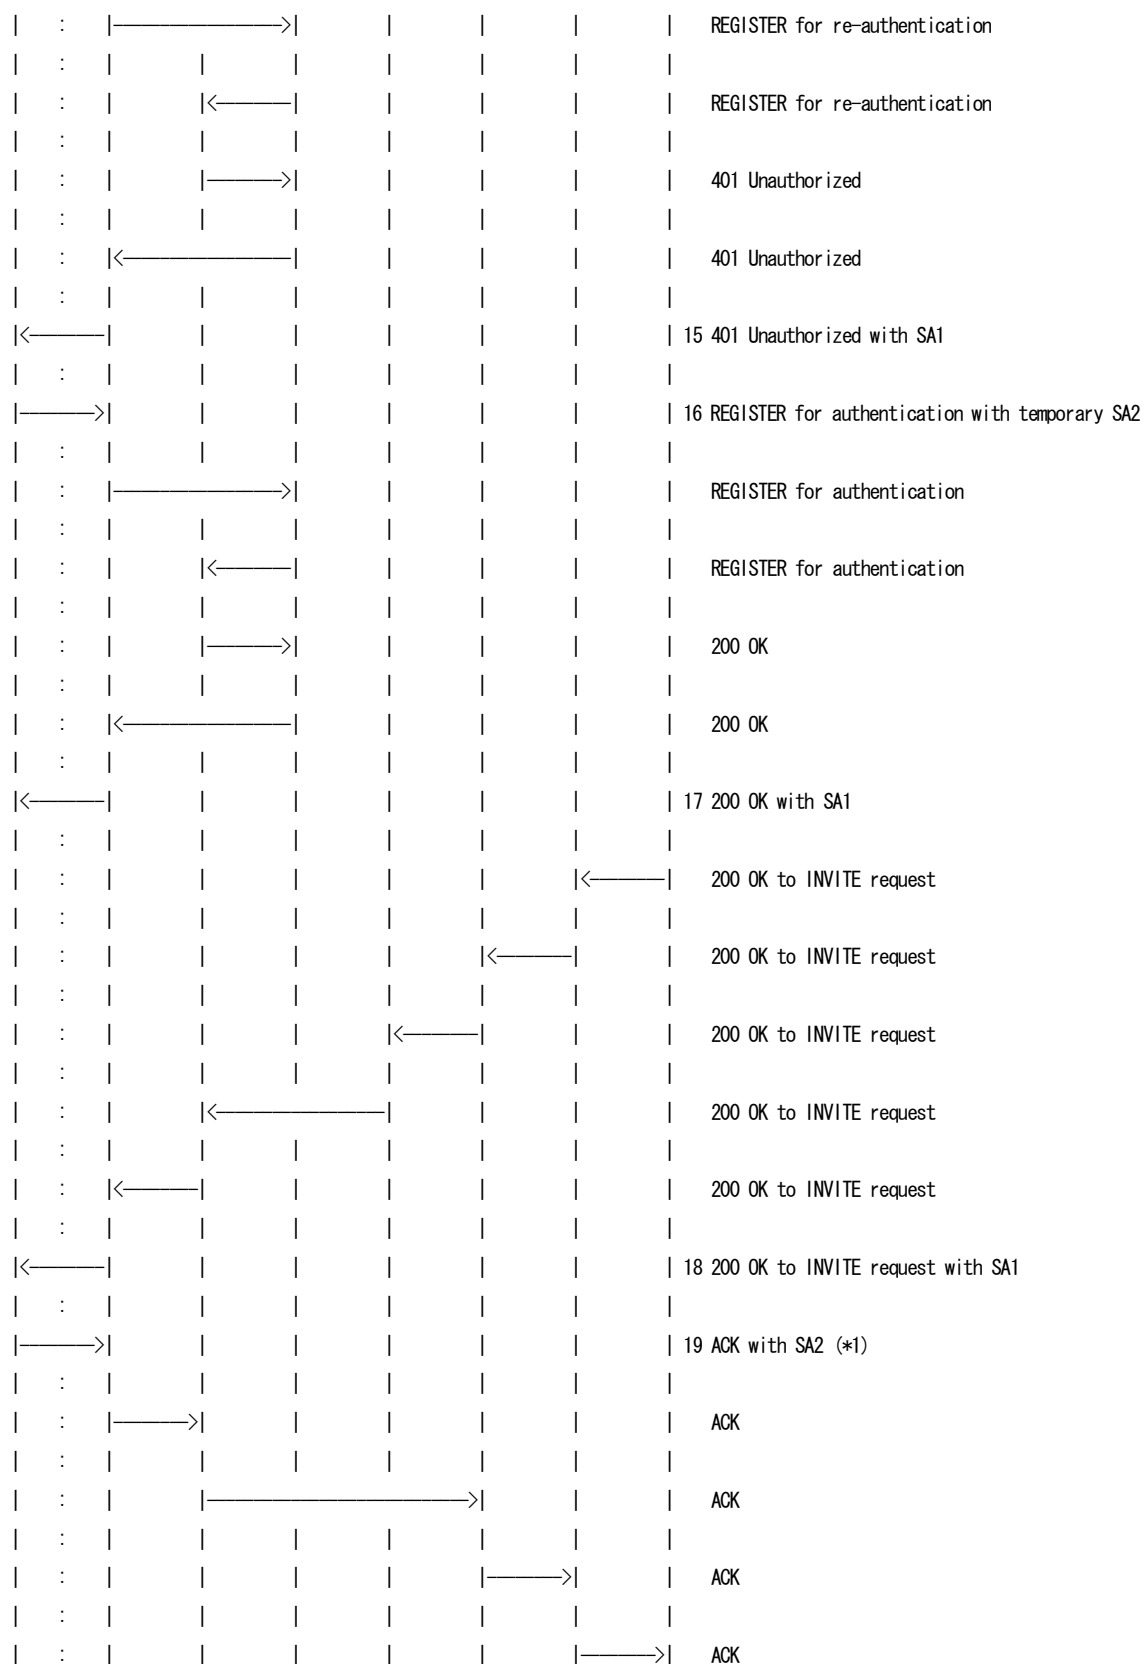 REGISTER for re-authentication
REGISTER for re-authentication
401 Unauthorized
401 Unauthorized
15 401 Unauthorized with SA1
16 REGISTER for authentication with temporary SA2
REGISTER for authentication
REGISTER for authentication
200 OK
200 OK
17 200 OK with SA1
200 OK to INVITE request
200 OK to INVITE request
200 OK to INVITE request
200 OK to INVITE request
200 OK to INVITE request
18 200 OK to INVITE request with SA1
19 ACK with SA2 (*1)
ACK
ACK
ACK
ACK